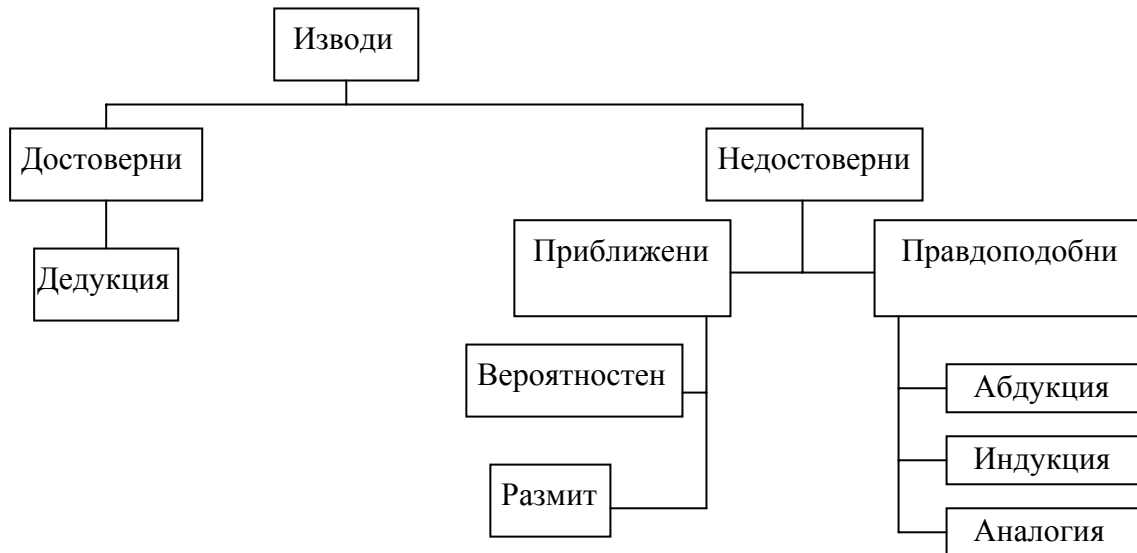 Изводи
Достоверни
Недостоверни
Дедукция
Приближени
Правдоподобни
Вероятностен
Размит
Абдукция
Индукция
Аналогия